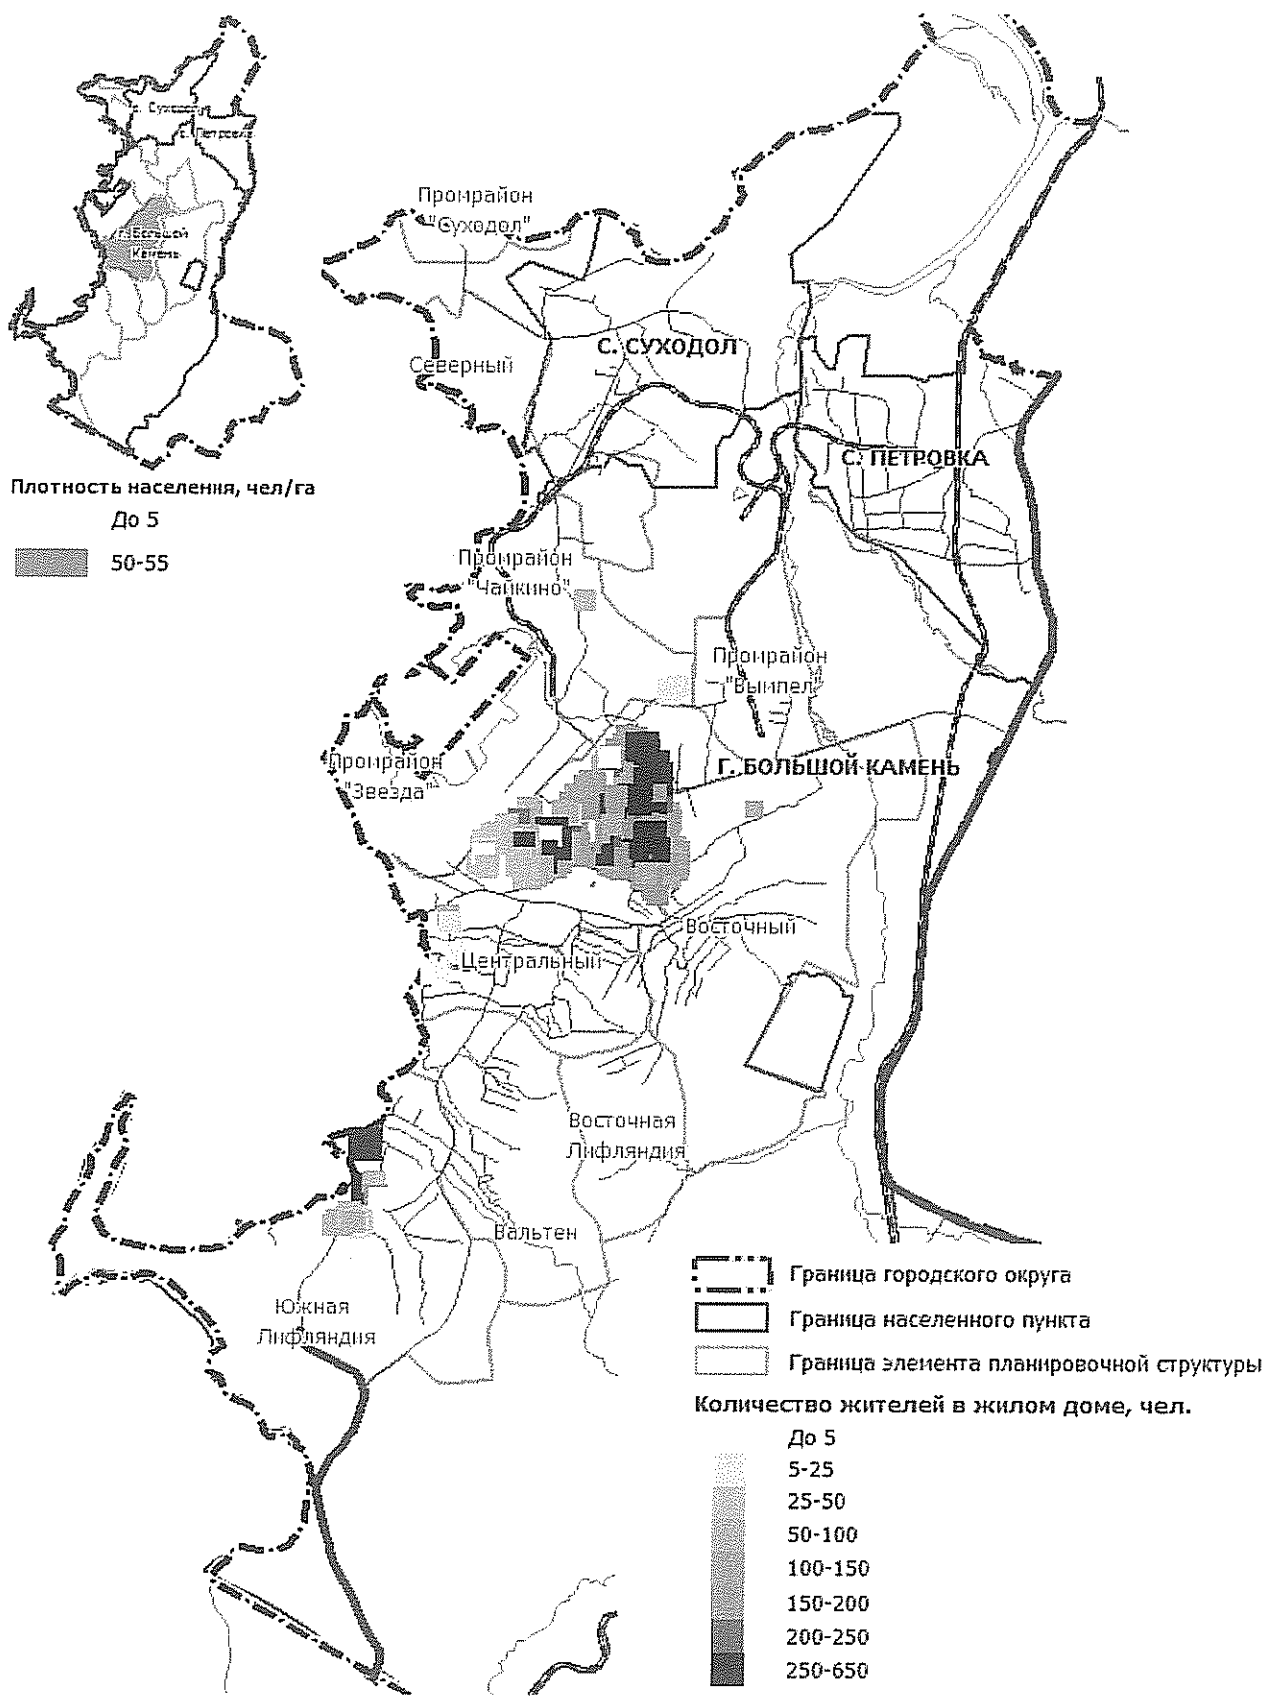 с. Суходол
с. Петровка
г. Большой
Камень
Плотность населения, чел/га
До 5
50-55
Промрайон
"Суходол"
С. СУХОДОЛ
Северный
С. ПЕТРОВКА
Промрайон
"Чайкино"
Промрайон
"Вымпел"
Промрайон
"Звезда"
Г. БОЛЬШОЙ КАМЕНЬ
Восточный
Центральный
Восточная
Лифляндия
Вальтен
Южная
Лифляндия
Граница городского округа
Граница населенного пункта
Граница элемента планировочной структуры
Количество жителей в жилом доме, чел.
До 5
5-25
25-50
50-100
100-150
150-200
200-250
250-650